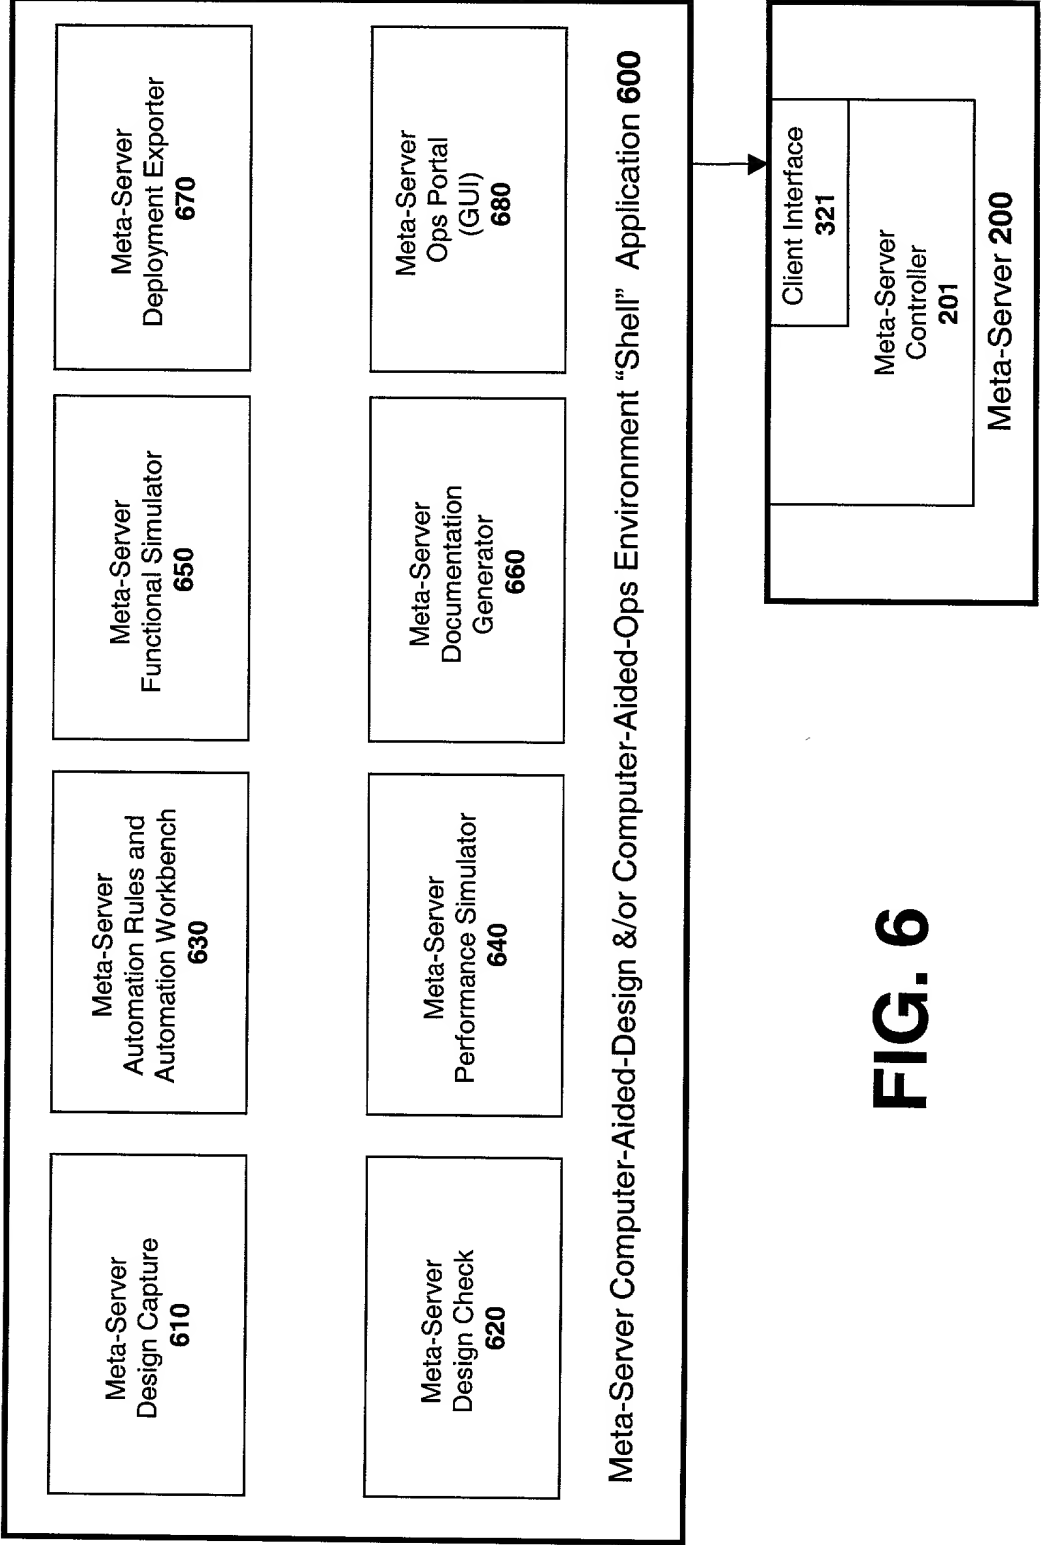 Meta-Server
Design Capture
610
Meta-Server
Automation Rules and
Automation Workbench
630
Meta-Server
Functional Simulator
650
Meta-Server
Deployment Exporter
670
Meta-Server
Design Check
620
Meta-Server
Performance Simulator
640
Meta-Server
Documentation
Generator
660
Meta-Server
Ops Portal
(GUI)
680
Meta-Server Computer-Aided-Design &/or Computer-Aided-Ops Environment “Shell” Application 600
Client Interface
321
Meta-Server
Controller
201
Meta-Server 200
FIG. 6